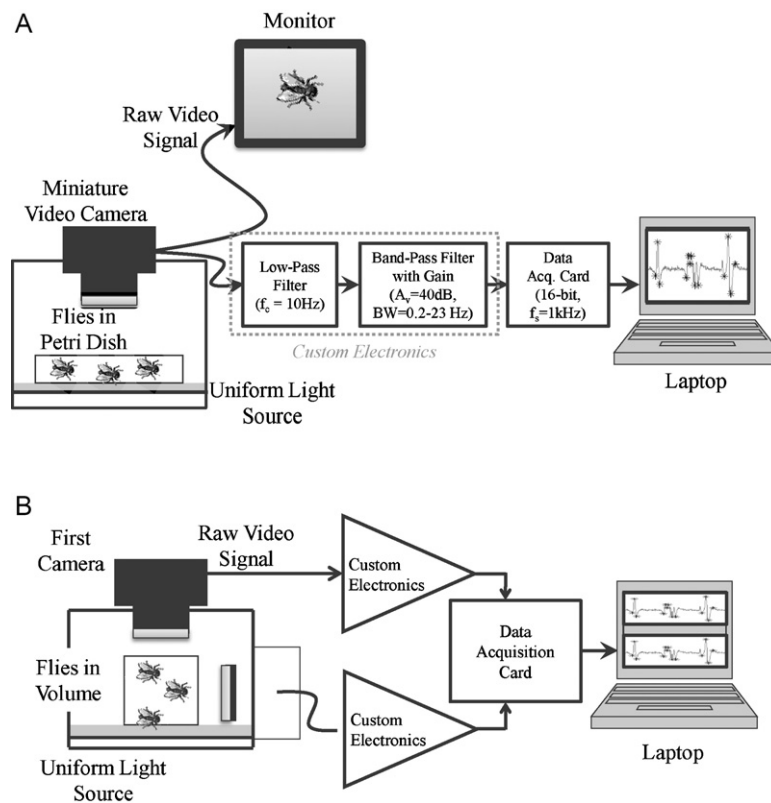 A
Monitor
Raw Video
Signal
Miniature
Video Camera
Flies in
Petri Dish
Uniform Light
Source
Low-Pass
Filter
(fc = 10Hz)
Band-Pass Filter
with Gain
(Av=40dB,
BW=0.2-23 Hz)
Custom Electronics
Data
Acq. Card
(16-bit,
fs=1kHz)
Laptop
B
First
Camera
Raw Video
Signal
Custom
Electronics
Flies in
Volume
Data
Acquisition
Card
Custom
Electronics
Uniform Light
Source
Laptop